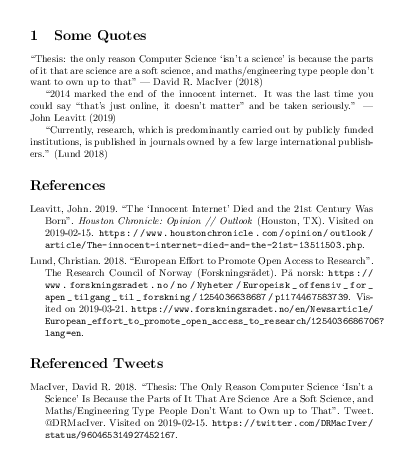 1 Some Quotes
“Thesis: the only reason Computer Science ‘isn’t a science’ is because the parts
of it that are science are a soft science, and maths/engineering type people don’t
want to own up to that” — David R. MacIver (2018)
“2014 marked the end of the innocent internet. It was the last time you
could say “that’s just online, it doesn’t matter” and be taken seriously.” —
John Leavitt (2019)
“Currently, research, which is predominantly carried out by publicly funded
institutions, is published in journals owned by a few large international publish-
ers.” (Lund 2018)
References
Leavitt, John. 2019. “The ‘Innocent Internet’ Died and the 21st Century Was
Born”. Houston Chronicle: Opinion // Outlook (Houston, TX). Visited on
2019-02-15. https://www.houstonchronicle.com/opinion/outlook/
article/The-innocent-internet-died-and-the-21st-13511503.php.
Lund, Christian. 2018. “European Effort to Promote Open Access to Research”.
The Research Council of Norway (Forskningsrådet). På norsk: https://
www.forskningsradet.no/no/Nyheter/Europeisk_offensiv_for_
apen_tilgang_til_forskning/1254036638687/p1174467583739. Vis-
ited on 2019-03-21. https://www.forskningsradet.no/en/Newsarticle/
European_effort_to_promote_open_access_to_research/1254036686706?
lang=en.
Referenced Tweets
MacIver, David R. 2018. “Thesis: The Only Reason Computer Science ‘Isn’t a
Science’ Is Because the Parts of It That Are Science Are a Soft Science, and
Maths/Engineering Type People Don’t Want to Own up to That”. Tweet.
@DRMacIver. Visited on 2019-02-15. https://twitter.com/DRMacIver/
status/960465314927452167.